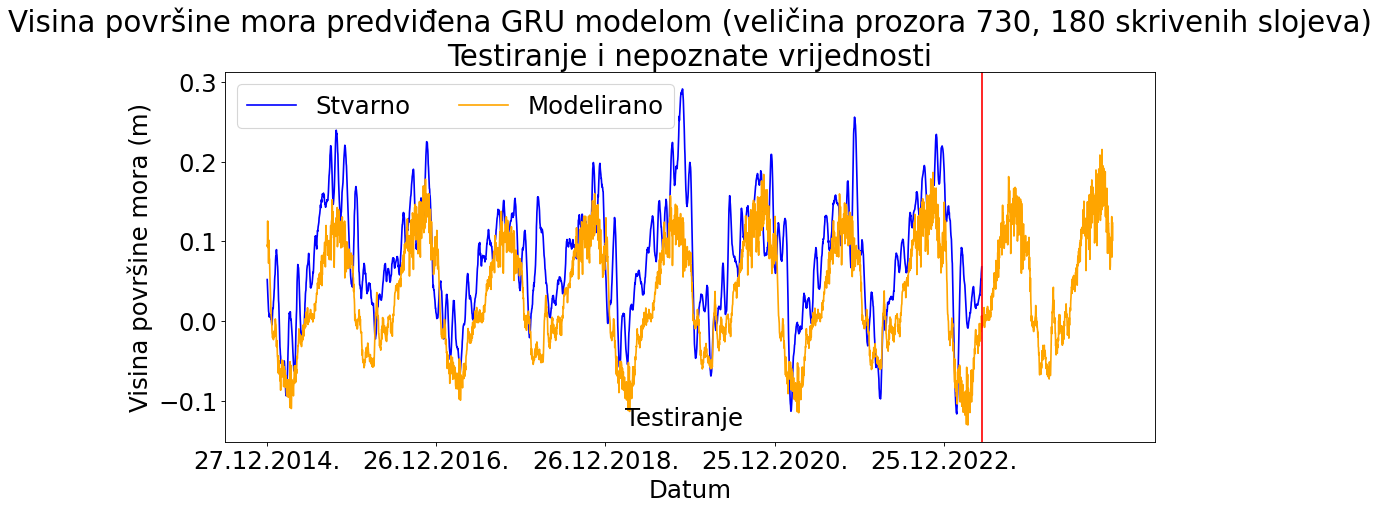 Visina površine mora predviđena GRU modelom (veličina prozora 730, 180 skrivenih slojeva)
Testiranje i nepoznate vrijednosti
Stvarno Modelirano
Visina površine mora (m)
0.3
0.2
0.1
0.0
−0.1
Testiranje
27.12.2014. 26.12.2016. 26.12.2018. 25.12.2020. 25.12.2022.
Datum